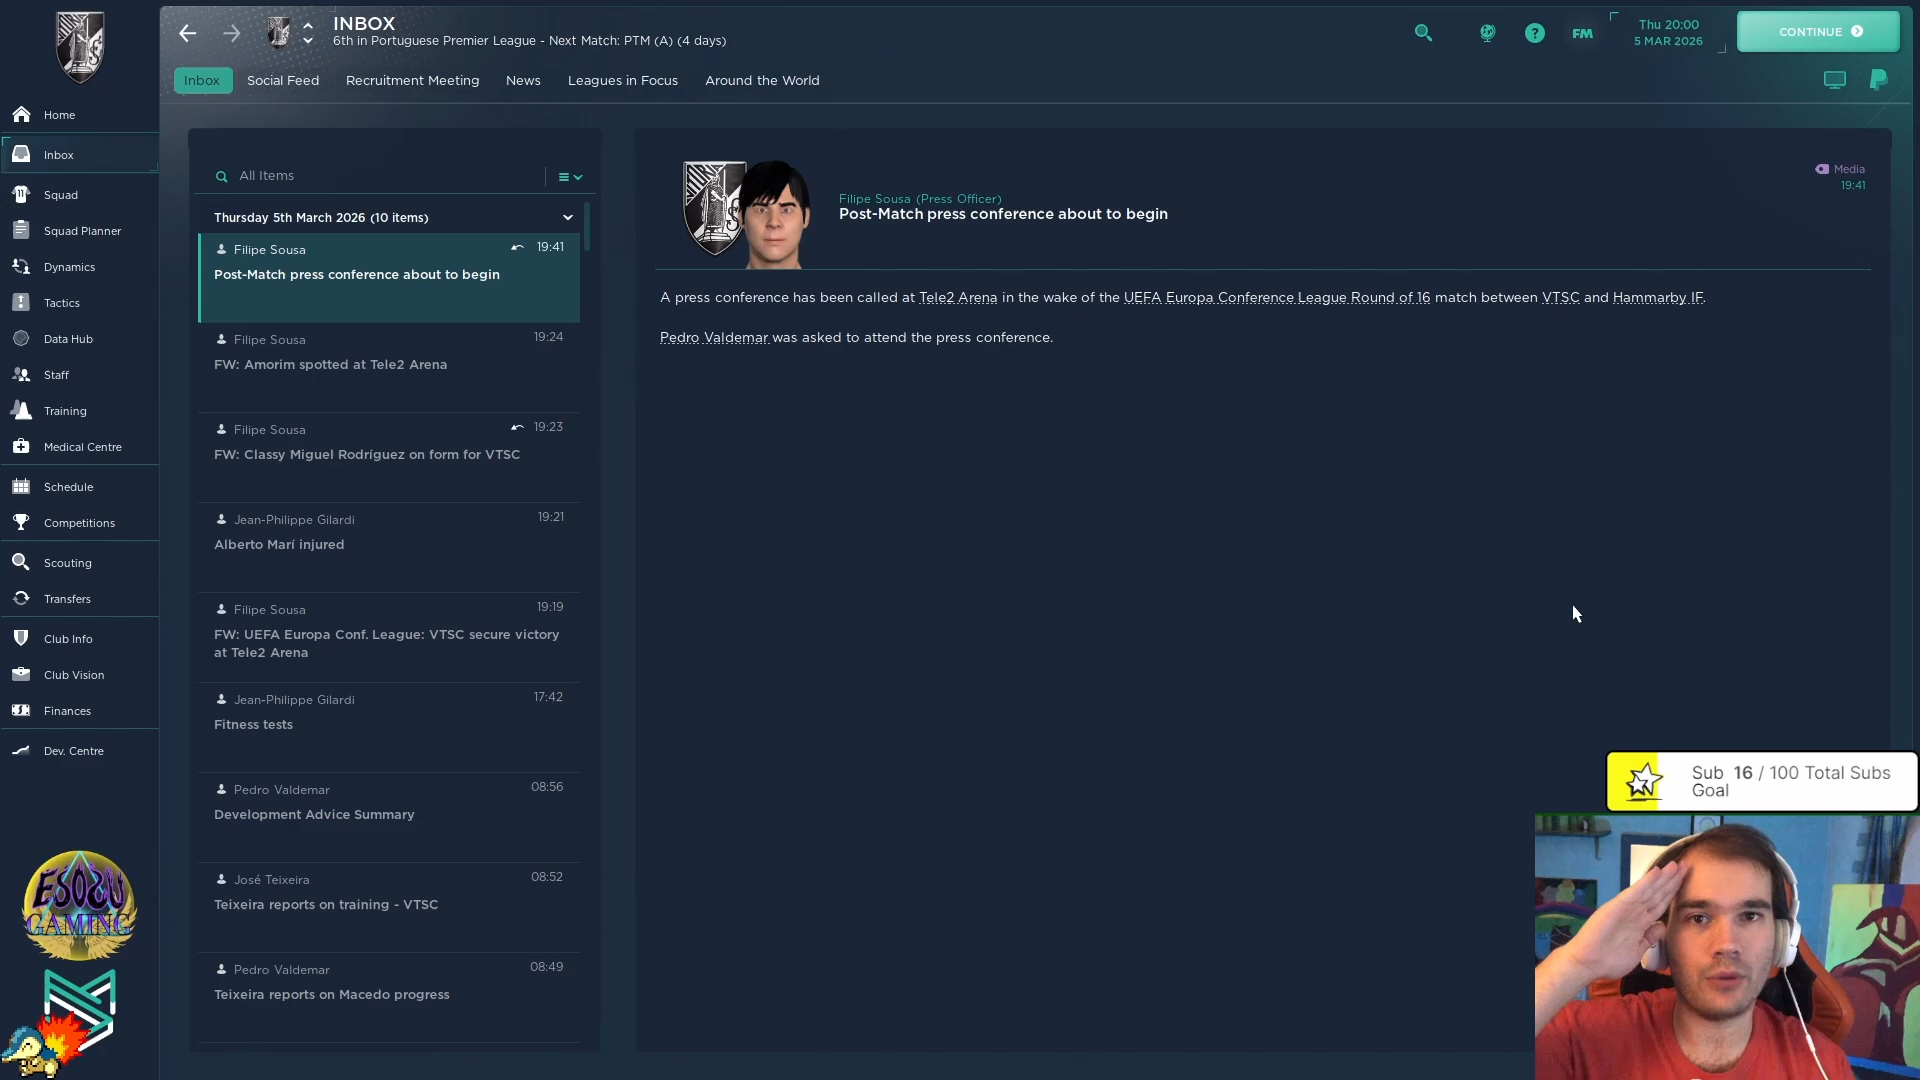 INBOX
6th in Portuguese Premier League - Next Match: PTM (A) (4 days)
FM
Thu 20:00
5 MAR 2026
CONTINUE
Inbox
Social Feed
Recruitment Meeting
News
Leagues in Focus
Around the World
Home
Inbox
Squad
Squad Planner
Dynamics
Tactics
Data Hub
Staff
Training
Medical Centre
Schedule
Competitions
Scouting
Transfers
Club Info
Club Vision
Finances
Dev. Centre
ESOSU
GAMING
All Items
Thursday 5th March 2026 (10 items)
Filipe Sousa 19:41
Post-Match press conference about to begin
Filipe Sousa 19:24
FW: Amorim spotted at Tele2 Arena
Filipe Sousa 19:23
FW: Classy Miguel Rodríguez on form for VTSC
Jean-Philippe Gilardi 19:21
Alberto Marí injured
Filipe Sousa 19:19
FW: UEFA Europa Conf. League: VTSC secure victory
at Tele2 Arena
Jean-Philippe Gilardi 17:42
Fitness tests
Pedro Valdemar 08:56
Development Advice Summary
José Teixeira 08:52
Teixeira reports on training - VTSC
Pedro Valdemar 08:49
Teixeira reports on Macedo progress
Media
19:41
Filipe Sousa (Press Officer)
Post-Match press conference about to begin
A press conference has been called at Tele2 Arena in the wake of the UEFA Europa Conference League Round of 16 match between VTSC and Hammarby IF.
Pedro Valdemar was asked to attend the press conference.
Sub 16 / 100 Total Subs
Goal